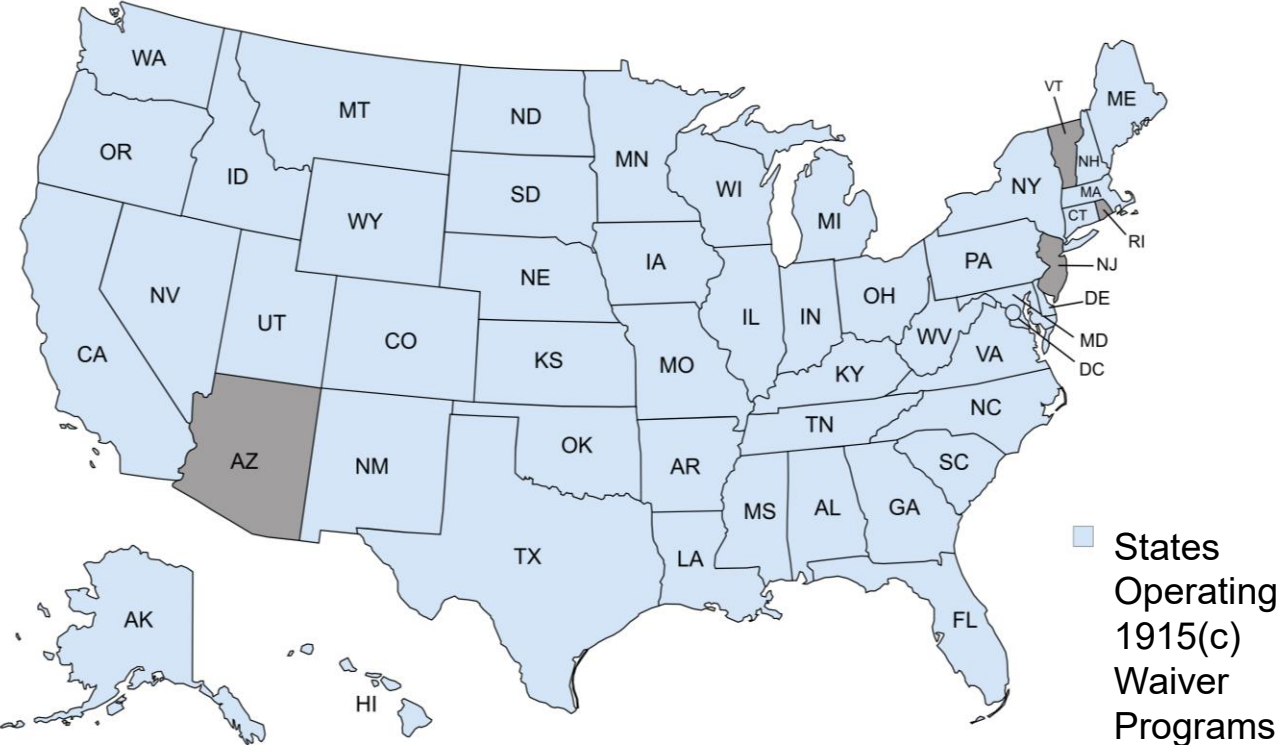 WA
MT
ND
MN
VT
ME
OR
ID
SD
WI
NH
WY
MI
NY
MA
CT
RI
NE
IA
PA
NJ
NV
UT
CO
IL
IN
OH
DE
CA
KS
MO
WV
VA
MD
DC
KY
NC
TN
AZ
NM
OK
AR
SC
MS
AL
GA
TX
LA
AK
FL
HI
States
Operating
1915(c)
Waiver
Programs